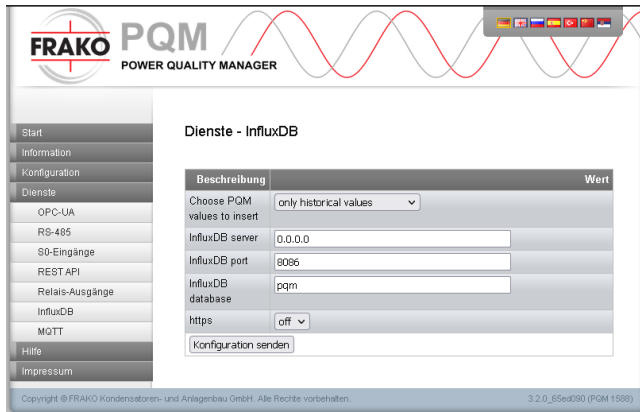 FRAKO
PQM
POWER QUALITY MANAGER
Start
Information
Konfiguration
Dienste
OPC-UA
RS-485
S0-Eingänge
REST API
Relais-Ausgänge
InfluxDB
MQTT
Hilfe
Impressum
Dienste - InfluxDB
Beschreibung Wert
Choose PQM values to insert only historical values
InfluxDB server 0.0.0.0
InfluxDB port 8086
InfluxDB database pqm
https off
Konfiguration senden
Copyright © FRAKO Kondensatoren- und Anlagenbau GmbH. Alle Rechte vorbehalten. 3.2.0_65ed090 (PQM 1588)